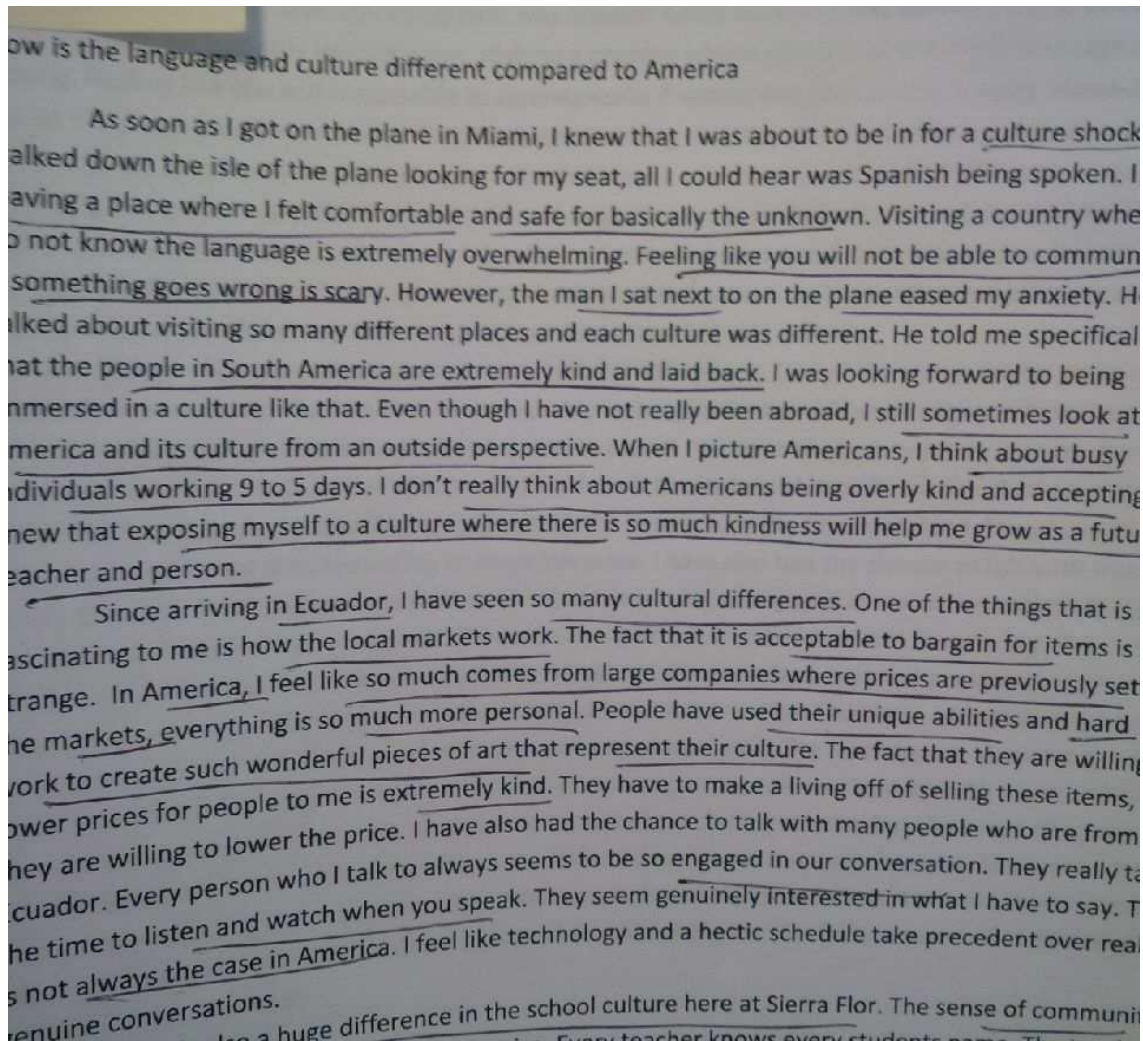 ow is the language and culture different compared to America
As soon as I got on the plane in Miami, I knew that I was about to be in for a culture shock
alked down the isle of the plane looking for my seat, all I could hear was Spanish being spoken. I
aving a place where I felt comfortable and safe for basically the unknown. Visiting a country whe
o not know the language is extremely overwhelming. Feeling like you will not be able to commun
something goes wrong is scary. However, the man I sat next to on the plane eased my anxiety. H
alked about visiting so many different places and each culture was different. He told me specifical
hat the people in South America are extremely kind and laid back. I was looking forward to being
mmersed in a culture like that. Even though I have not really been abroad, I still sometimes look at
merica and its culture from an outside perspective. When I picture Americans, I think about busy
ndividuals working 9 to 5 days. I don't really think about Americans being overly kind and accepting
new that exposing myself to a culture where there is so much kindness will help me grow as a futu
eacher and person.
Since arriving in Ecuador, I have seen so many cultural differences. One of the things that is
ascinating to me is how the local markets work. The fact that it is acceptable to bargain for items is
trange. In America, I feel like so much comes from large companies where prices are previously set
he markets, everything is so much more personal. People have used their unique abilities and hard
work to create such wonderful pieces of art that represent their culture. The fact that they are willing
ower prices for people to me is extremely kind. They have to make a living off of selling these items,
hey are willing to lower the price. I have also had the chance to talk with many people who are from
cuador. Every person who I talk to always seems to be so engaged in our conversation. They really ta
he time to listen and watch when you speak. They seem genuinely interested in what I have to say. T
s not always the case in America. I feel like technology and a hectic schedule take precedent over rea
enuine conversations.
a huge difference in the school culture here at Sierra Flor. The sense of communi
Every teacher knows every students name.